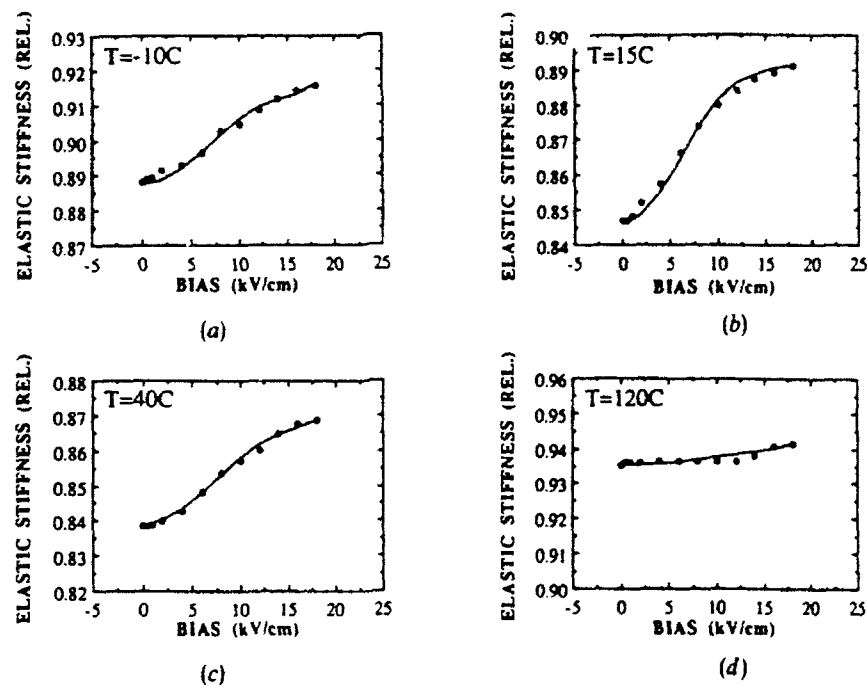 ELASTIC STIFFNESS (REL.)
0.93
0.92
0.91
0.90
0.89
0.88
0.87
T=-10C
-5 0 5 10 15 20 25
BIAS (kV/cm)
(a)
ELASTIC STIFFNESS (REL.)
0.90
0.89
0.88
0.87
0.86
0.85
0.84
T=15C
-5 0 5 10 15 20 25
BIAS (kV/cm)
(b)
ELASTIC STIFFNESS (REL.)
0.88
0.87
0.86
0.85
0.84
0.83
0.82
T=40C
-5 0 5 10 15 20 25
BIAS (kV/cm)
(c)
ELASTIC STIFFNESS (REL.)
0.96
0.95
0.94
0.93
0.92
0.91
0.90
T=120C
-5 0 5 10 15 20 25
BIAS (kV/cm)
(d)